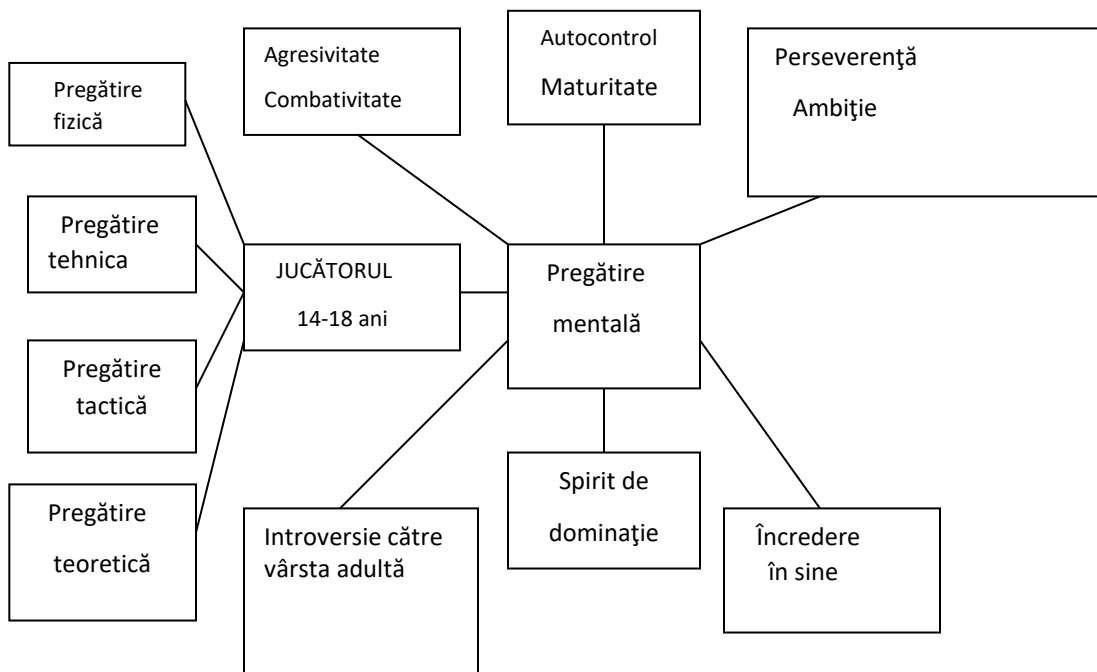 Pregătire
fizică
Agresivitate
Combativitate
Autocontrol
Maturitate
Perseverenţă
Ambiţie
Pregătire
tehnica
JUCĂTORUL
14-18 ani
Pregătire
mentală
Pregătire
tactică
Pregătire
teoretică
Introversie către
vârsta adultă
Spirit de
dominaţie
Încredere
în sine